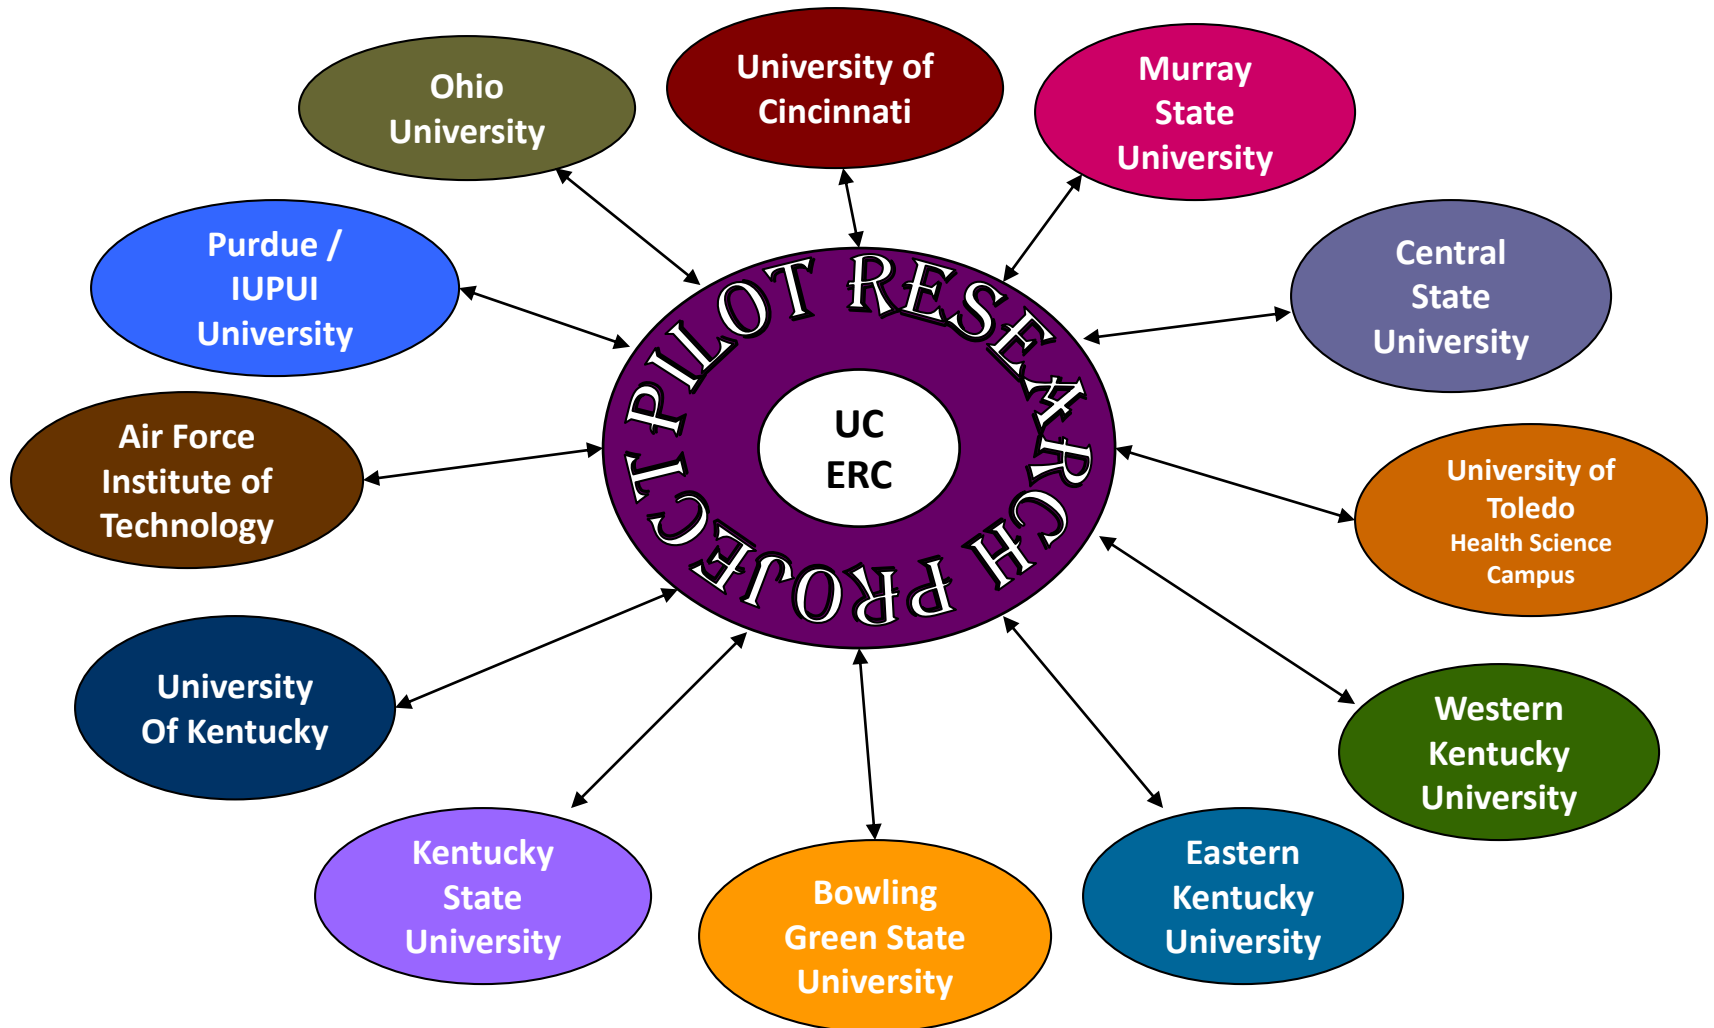 Ohio
University
University of
Cincinnati
Murray
State
University
Purdue /
IUPUI
University
Central
State
University
PILOT RESEARCH PROJECT
UC
ERC
Air Force
Institute of
Technology
University of
Toledo
Health Science
Campus
University
Of Kentucky
Western
Kentucky
University
Kentucky
State
University
Bowling
Green State
University
Eastern
Kentucky
University